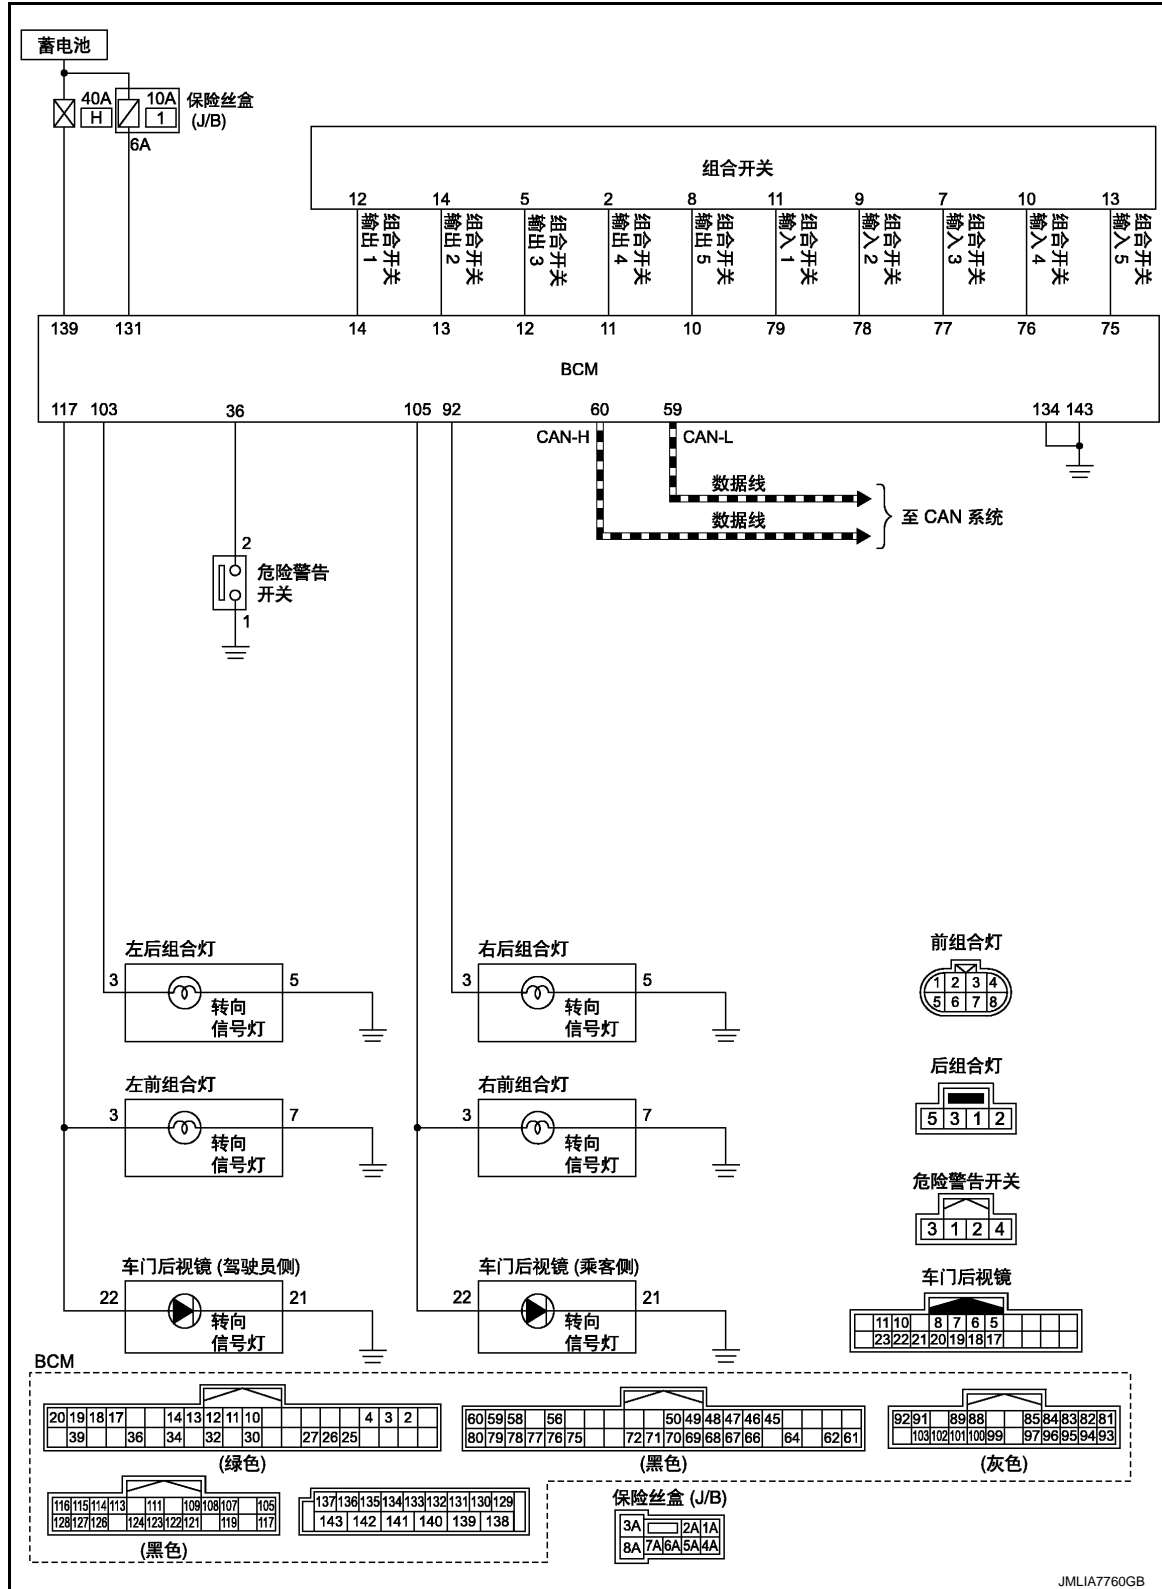 蓄电池
40A
H
10A
1
保险丝盒
(J/B)
6A
组合开关
12 14 5 2 8 11 9 7 10 13
组合开关
输出 1
组合开关
输出 2
组合开关
输出 3
组合开关
输出 4
组合开关
输出 5
组合开关
输入 1
组合开关
输入 2
组合开关
输入 3
组合开关
输入 4
组合开关
输入 5
139 131 14 13 12 11 10 79 78 77 76 75
BCM
117 103 36 105 92 60 59 134 143
CAN-H
CAN-L
数据线
数据线
至 CAN 系统
2
危险警告
开关
1
左后组合灯
3 5
转向
信号灯
右后组合灯
3 5
转向
信号灯
左前组合灯
3 7
转向
信号灯
右前组合灯
3 7
转向
信号灯
车门后视镜 (驾驶员侧)
22 21
转向
信号灯
车门后视镜 (乘客侧)
22 21
转向
信号灯
前组合灯
1 2 3 4
5 6 7 8
后组合灯
5 3 1 2
危险警告开关
3 1 2 4
车门后视镜
11 10 8 7 6 5
23 22 21 20 19 18 17
BCM
20 19 18 17 14 13 12 11 10 4 3 2
39 36 34 32 30 27 26 25
(绿色)
60 59 58 56 50 49 48 47 46 45
80 79 78 77 76 75 72 71 70 69 68 67 66 64 62 61
(黑色)
92 91 89 88 85 84 83 82 81
103 102 101 100 99 97 96 95 94 93
(灰色)
116 115 114 113 111 109 108 107 105
128 127 126 124 123 122 121 119 117
(黑色)
137 136 135 134 133 132 131 130 129
143 142 141 140 139 138
保险丝盒 (J/B)
3A 2A 1A
8A 7A 6A 5A 4A
JMLIA7760GB